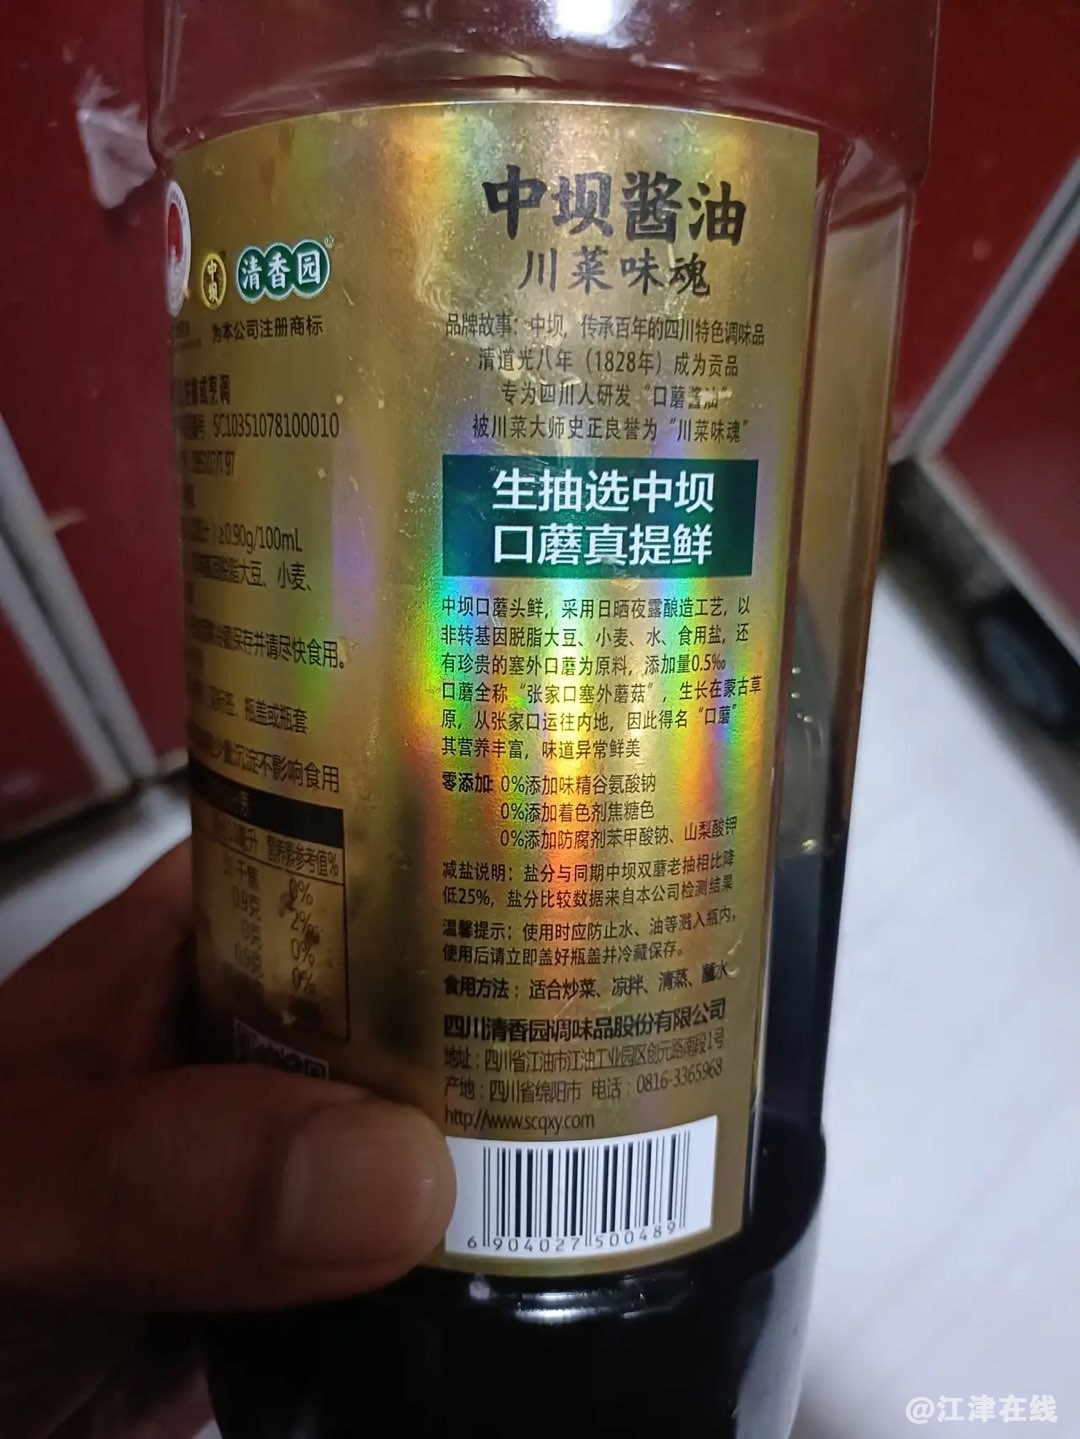 中坝
清香园
为本公司注册商标
或烹调
SC10351078100010
≥0.90g/100mL
脱脂大豆、小麦、
保存并请尽快食用。
瓶盖或瓶套
少量沉淀不影响食用
营养素参考值%
0%
0.9克 2%
0克 0%
0.9克 0%
中坝酱油
川菜味魂
品牌故事：中坝，传承百年的四川特色调味品
清道光八年（1828年）成为贡品
专为四川人研发“口蘑酱油”
被川菜大师史正良誉为“川菜味魂”
生抽选中坝
口蘑真提鲜
中坝口蘑头鲜，采用日晒夜露酿造工艺，以
非转基因脱脂大豆、小麦、水、食用盐，还
有珍贵的塞外口蘑为原料，添加量0.5‰
口蘑全称“张家口塞外蘑菇”，生长在蒙古草
原，从张家口运往内地，因此得名“口蘑”
其营养丰富，味道异常鲜美
零添加：0%添加味精谷氨酸钠
0%添加着色剂焦糖色
0%添加防腐剂苯甲酸钠、山梨酸钾
减盐说明：盐分与同期中坝双蘑老抽相比降
低25%，盐分比较数据来自本公司检测结果
温馨提示：使用时应防止水、油等溅入瓶内，
使用后请立即盖好瓶盖并冷藏保存。
食用方法：适合炒菜、凉拌、清蒸、蘸水
四川清香园调味品股份有限公司
地址：四川省江油市江油工业园区创元路南段1号
产地：四川省绵阳市 电话：0816-3365968
http://www.scqxy.com
6 904027 500489
@江津在线